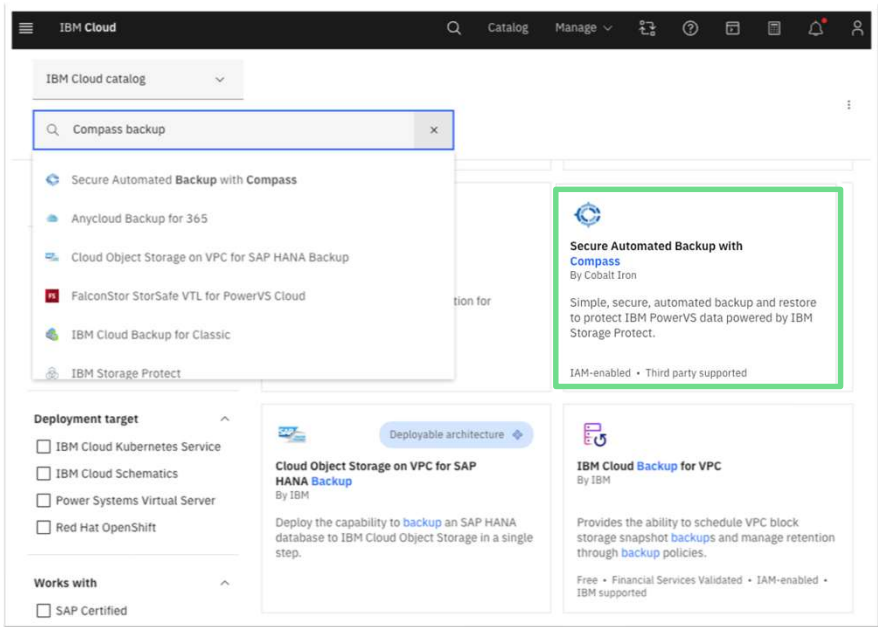 IBM Cloud
Catalog
Manage
IBM Cloud catalog
Compass backup
Secure Automated Backup with Compass
Anycloud Backup for 365
Cloud Object Storage on VPC for SAP HANA Backup
FS FalconStor StorSafe VTL for PowerVS Cloud
IBM Cloud Backup for Classic
IBM Storage Protect
tion for
Secure Automated Backup with
Compass
By Cobalt Iron
Simple, secure, automated backup and restore
to protect IBM PowerVS data powered by IBM
Storage Protect.
IAM-enabled • Third party supported
Deployment target
IBM Cloud Kubernetes Service
IBM Cloud Schematics
Power Systems Virtual Server
Red Hat OpenShift
Works with
SAP Certified
SAP
Deployable architecture
Cloud Object Storage on VPC for SAP
HANA Backup
By IBM
Deploy the capability to backup an SAP HANA
database to IBM Cloud Object Storage in a single
step.
IBM Cloud Backup for VPC
By IBM
Provides the ability to schedule VPC block
storage snapshot backups and manage retention
through backup policies.
Free • Financial Services Validated • IAM-enabled •
IBM supported